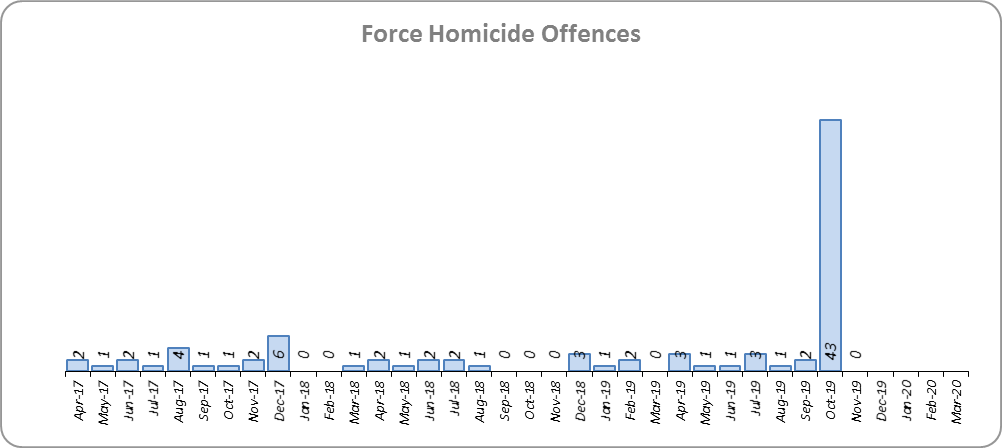 Force Homicide Offences
2 1 2 1 4 1 1 2 6 0 0 1 2 1 2 2 1 0 0 0 3 1 2 0 3 1 1 3 1 2 43 0
Apr-17 May-17 Jun-17 Jul-17 Aug-17 Sep-17 Oct-17 Nov-17 Dec-17 Jan-18 Feb-18 Mar-18 Apr-18 May-18 Jun-18 Jul-18 Aug-18 Sep-18 Oct-18 Nov-18 Dec-18 Jan-19 Feb-19 Mar-19 Apr-19 May-19 Jun-19 Jul-19 Aug-19 Sep-19 Oct-19 Nov-19 Dec-19 Jan-20 Feb-20 Mar-20